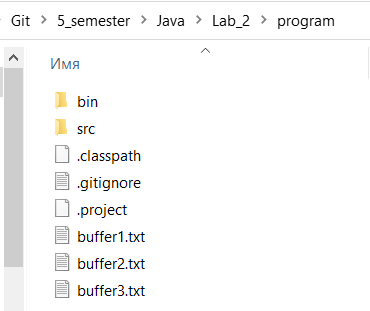 Git > 5_semester > Java > Lab_2 > program
Имя
bin
src
.classpath
.gitignore
.project
buffer1.txt
buffer2.txt
buffer3.txt